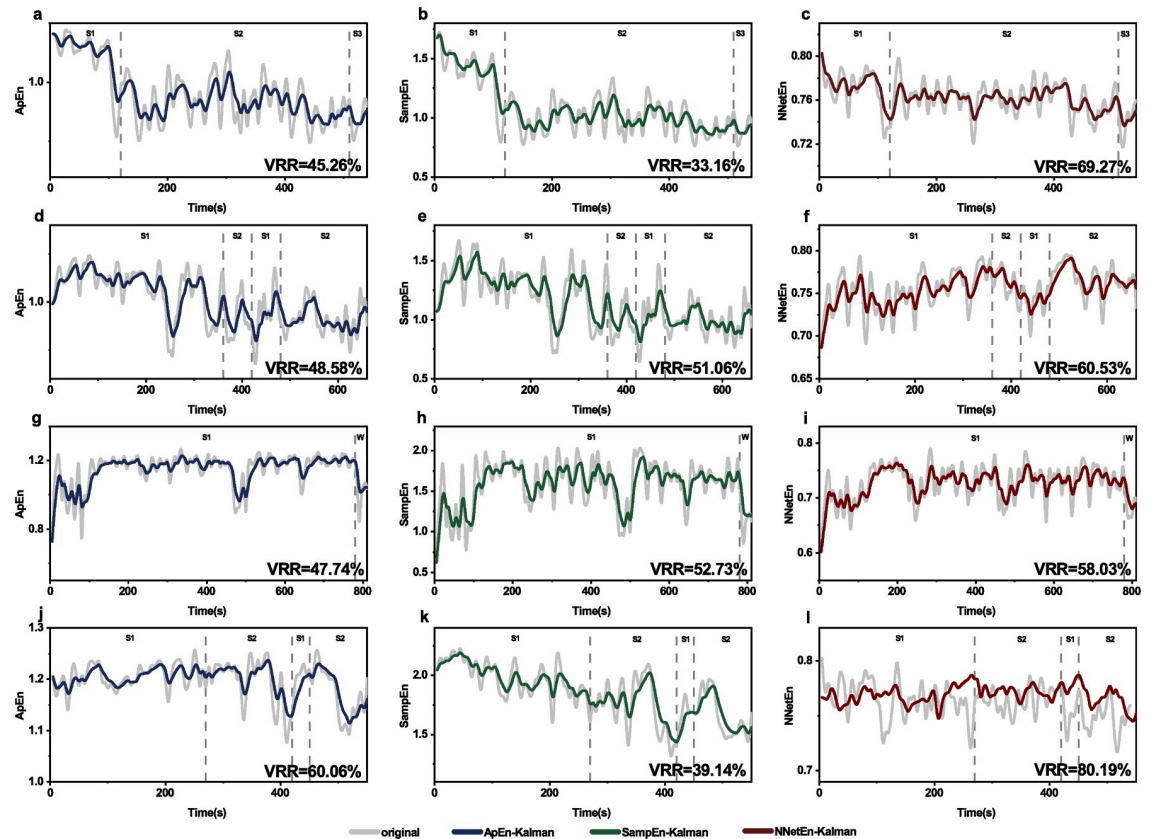 a
S1 S2 S3
1.0
ApEn
0 200 400
VRR=45.26%
Time(s)
b
S1 S2 S3
1.5
1.0
0.5
SampEn
0 200 400
VRR=33.16%
Time(s)
c
S1 S2 S3
0.80
0.76
0.72
NNetEn
0 200 400
VRR=69.27%
Time(s)
d
S1 S2 S1 S2
1.0
ApEn
0 200 400 600
VRR=48.58%
Time(s)
e
S1 S2 S1 S2
1.5
1.0
0.5
SampEn
0 200 400 600
VRR=51.06%
Time(s)
f
S1 S2 S1 S2
0.80
0.75
0.70
0.65
NNetEn
0 200 400 600
VRR=60.53%
Time(s)
g
S1 W
1.2
0.8
ApEn
0 200 400 600 800
VRR=47.74%
Time(s)
h
S1 W
2.0
1.5
1.0
0.5
SampEn
0 200 400 600 800
VRR=52.73%
Time(s)
i
S1 W
0.8
0.7
0.6
NNetEn
0 200 400 600 800
VRR=58.03%
Time(s)
j
S1 S2 S1 S2
1.3
1.2
1.1
1.0
ApEn
0 200 400
VRR=60.06%
Time(s)
k
S1 S2 S1 S2
2.0
1.5
SampEn
0 200 400
VRR=39.14%
Time(s)
l
S1 S2 S1 S2
0.8
0.7
NNetEn
0 200 400
VRR=80.19%
Time(s)
original ApEn-Kalman SampEn-Kalman NNetEn-Kalman